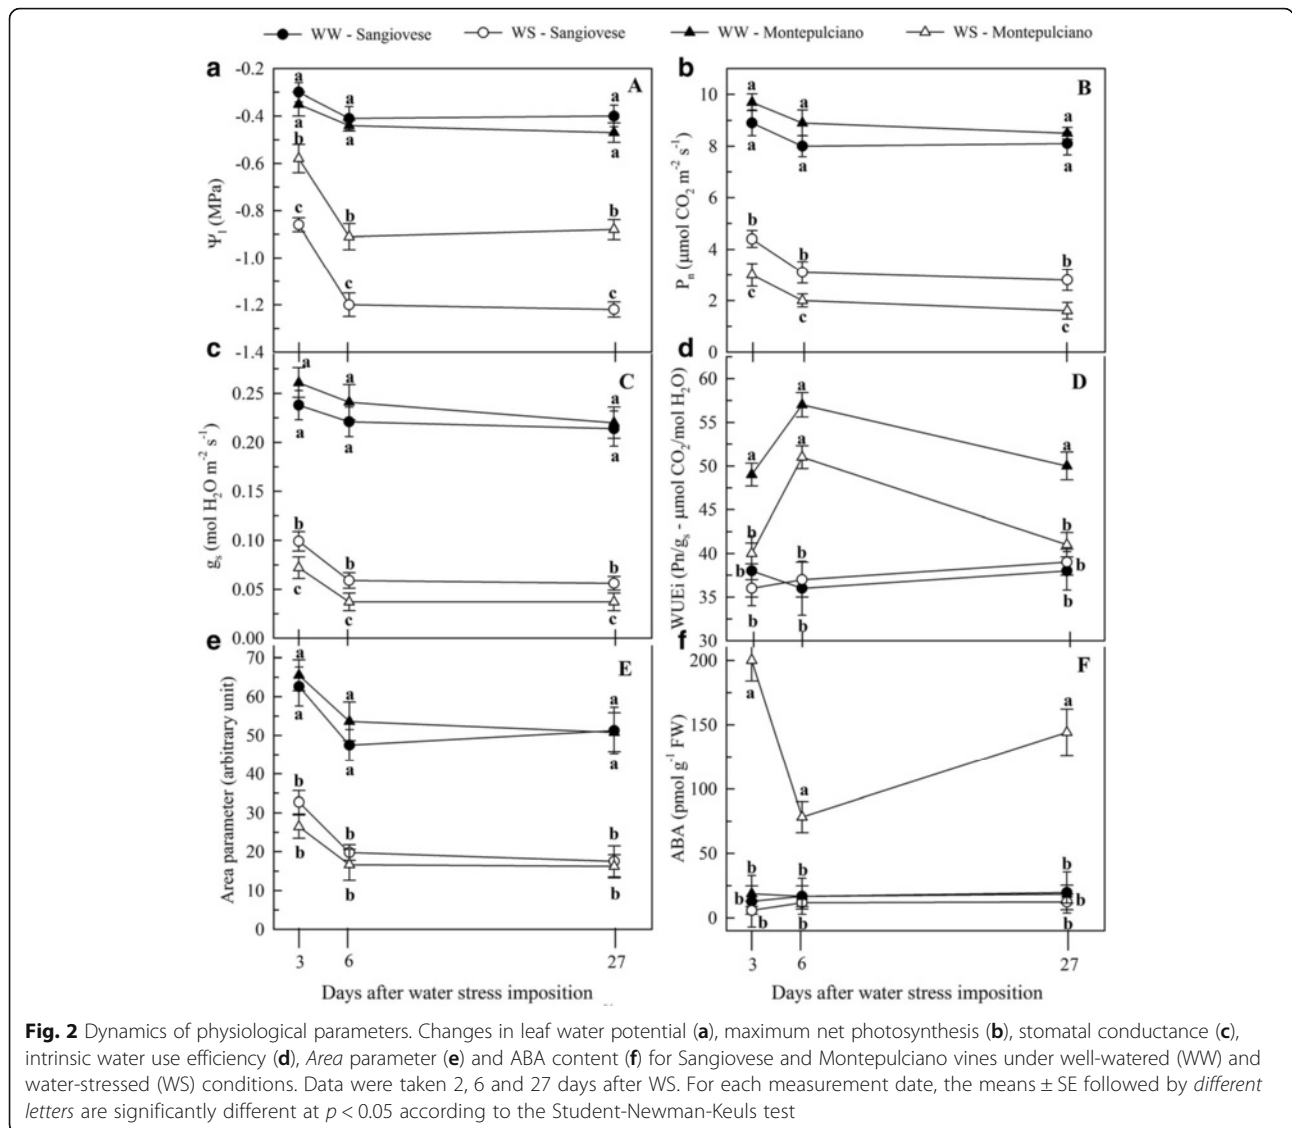 WW - Sangiovese WS - Sangiovese WW - Montepulciano WS - Montepulciano
a
-0.2
-0.4
-0.6
-0.8
-1.0
-1.2
-1.4
Ψl (MPa)
A
a a a
a a a
b b b
c c c
b
10
8
6
4
2
0
Pn (μmol CO2 m-2 s-1)
B
a a a
a a a
b b b
c c c
c
0.25
0.20
0.15
0.10
0.05
0.00
gs (mol H2O m-2 s-1)
C
a a a
a a a
b b b
c c c
d
60
55
50
45
40
35
30
WUEi (Pn/gs - μmol CO2/mol H2O)
D
a a a
a
b b b
b b
b b b
e
70
60
50
40
30
20
10
0
Area parameter (arbitrary unit)
E
a a a
a a a
b b b
b b b
3 6 27
Days after water stress imposition
f
200
150
100
50
0
ABA (pmol g-1 FW)
F
a a a
b b b
b b
b b b
3 6 27
Days after water stress imposition
Fig. 2 Dynamics of physiological parameters. Changes in leaf water potential (a), maximum net photosynthesis (b), stomatal conductance (c),
intrinsic water use efficiency (d), Area parameter (e) and ABA content (f) for Sangiovese and Montepulciano vines under well-watered (WW) and
water-stressed (WS) conditions. Data were taken 2, 6 and 27 days after WS. For each measurement date, the means ± SE followed by different
letters are significantly different at p < 0.05 according to the Student-Newman-Keuls test